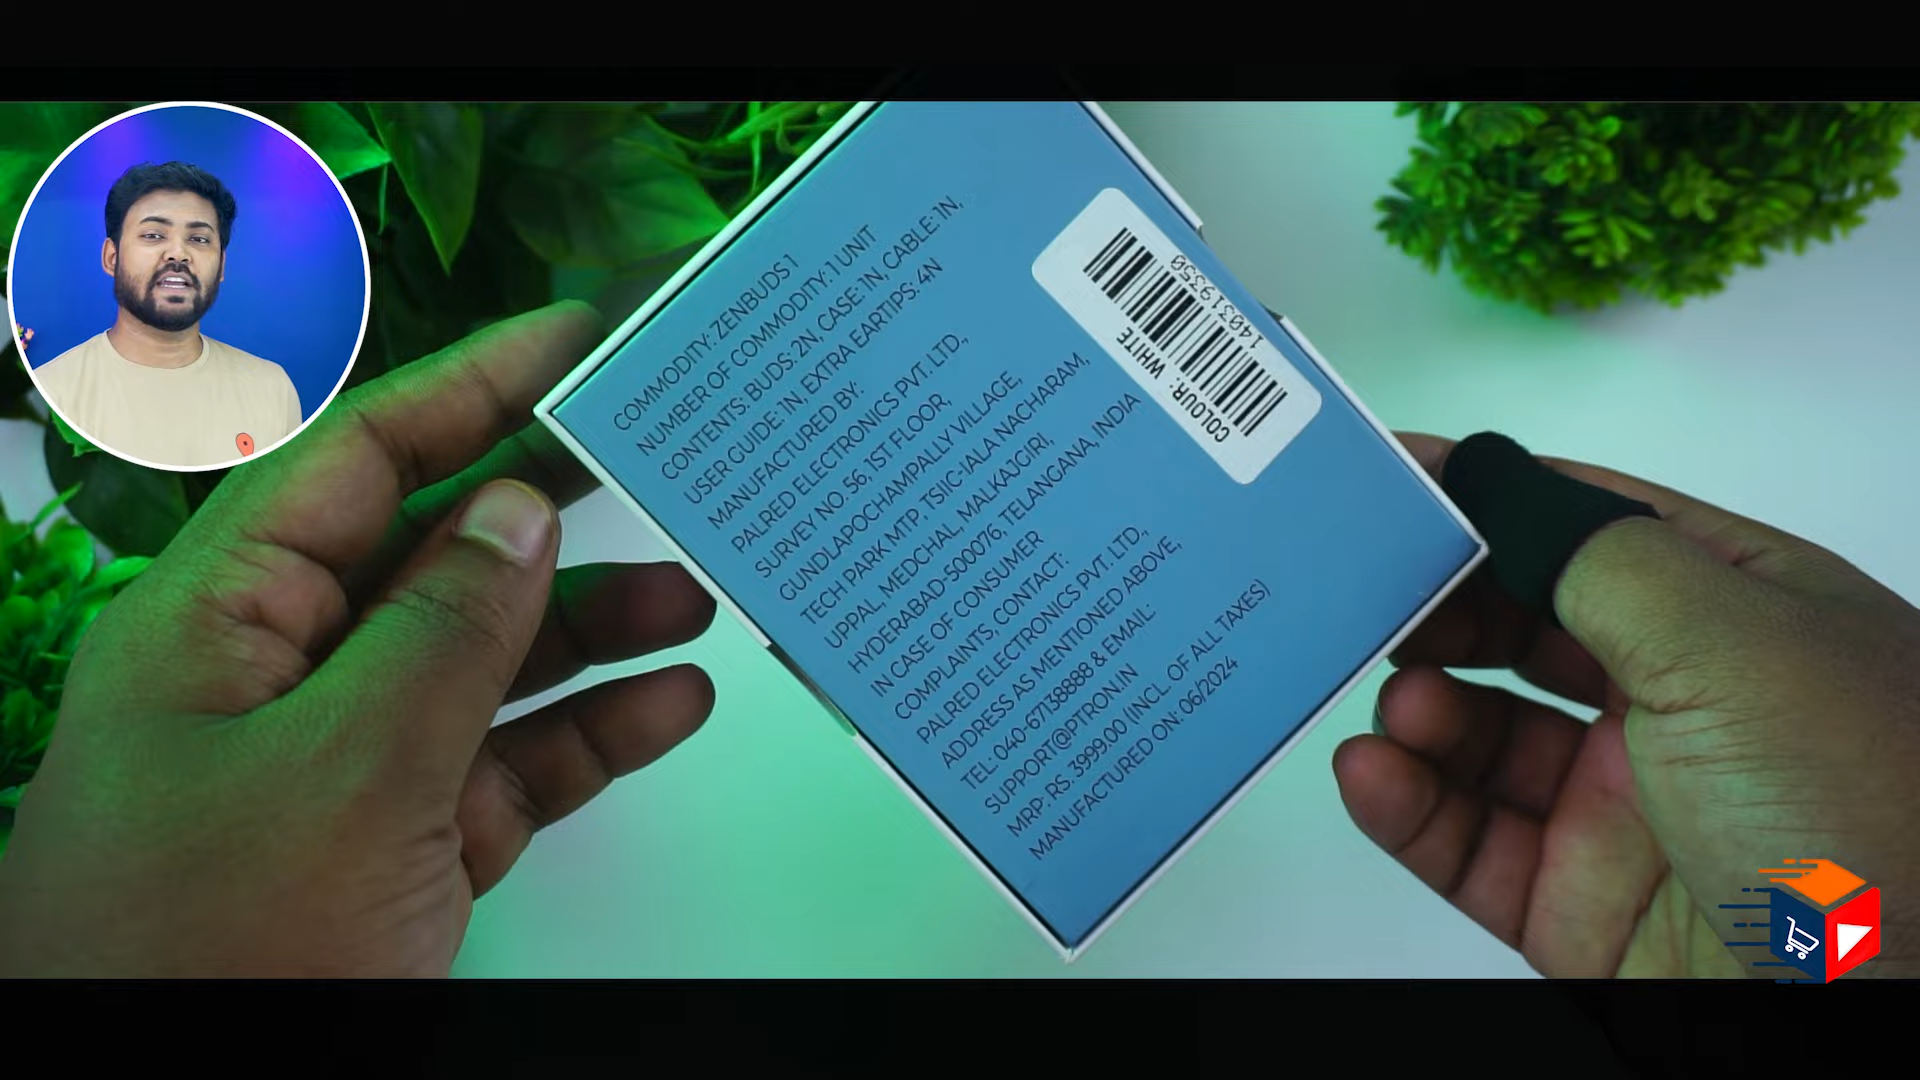 COMMODITY: ZENBUDS 1
NUMBER OF COMMODITY: 1 UNIT
CONTENTS: BUDS: 2N, CASE: 1N, CABLE: 1N,
USER GUIDE: 1N, EXTRA EARTIPS: 4N
MANUFACTURED BY:
PALRED ELECTRONICS PVT. LTD.,
SURVEY NO. 56, 1ST FLOOR,
GUNDLAPOCHAMPALLY VILLAGE,
TECH PARK MTP, TSIIC-IALA NACHARAM,
UPPAL, MEDCHAL, MALKAJGIRI,
HYDERABAD-500076, TELANGANA, INDIA
IN CASE OF CONSUMER
COMPLAINTS, CONTACT:
PALRED ELECTRONICS PVT. LTD.,
ADDRESS AS MENTIONED ABOVE,
TEL: 040-67138888 & EMAIL:
SUPPORT@PTRON.IN
MRP: RS. 3999.00 (INCL. OF ALL TAXES)
MANUFACTURED ON: 06/2024
COLOUR: WHITE
140319350